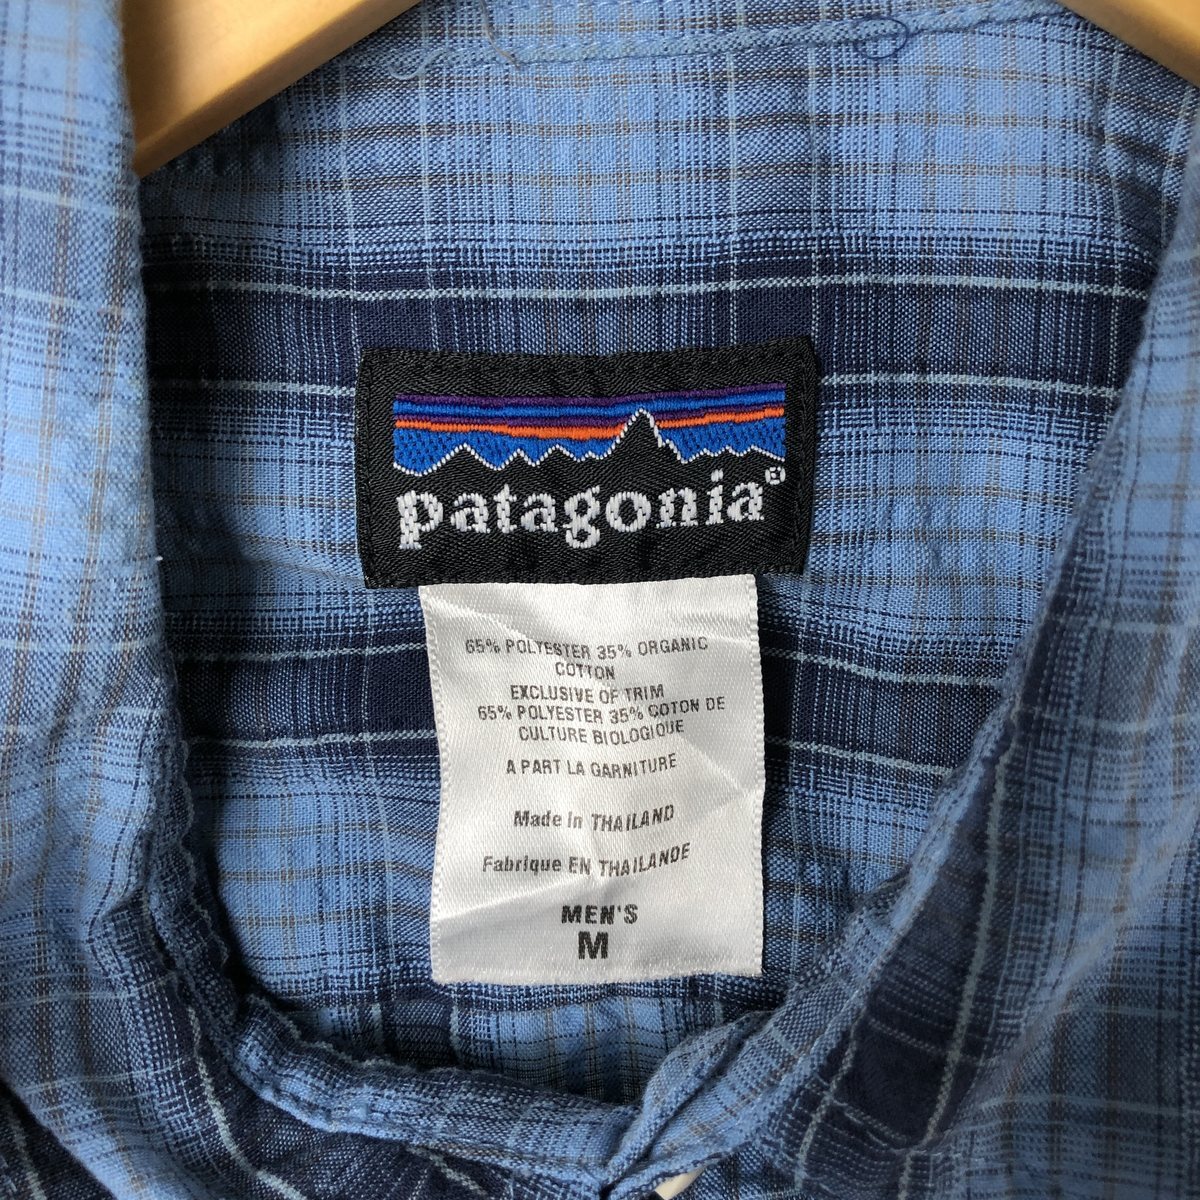 patagonia®
65% POLYESTER 35% ORGANIC
COTTON
EXCLUSIVE OF TRIM
65% POLYESTER 35% COTON DE
CULTURE BIOLOGIQUE
A PART LA GARNITURE
Made in THAILAND
Fabrique EN THAILANDE
MEN'S
M